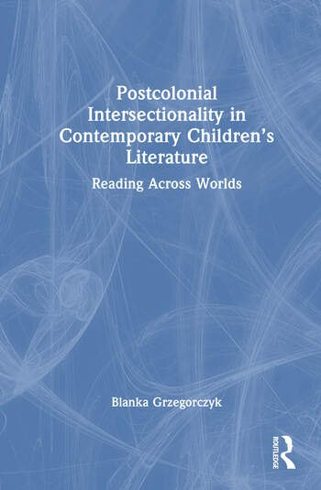 Postcolonial
Intersectionality in
Contemporary Children's
Literature
Reading Across Worlds
Blanka Grzegorczyk
ROUTLEDGE